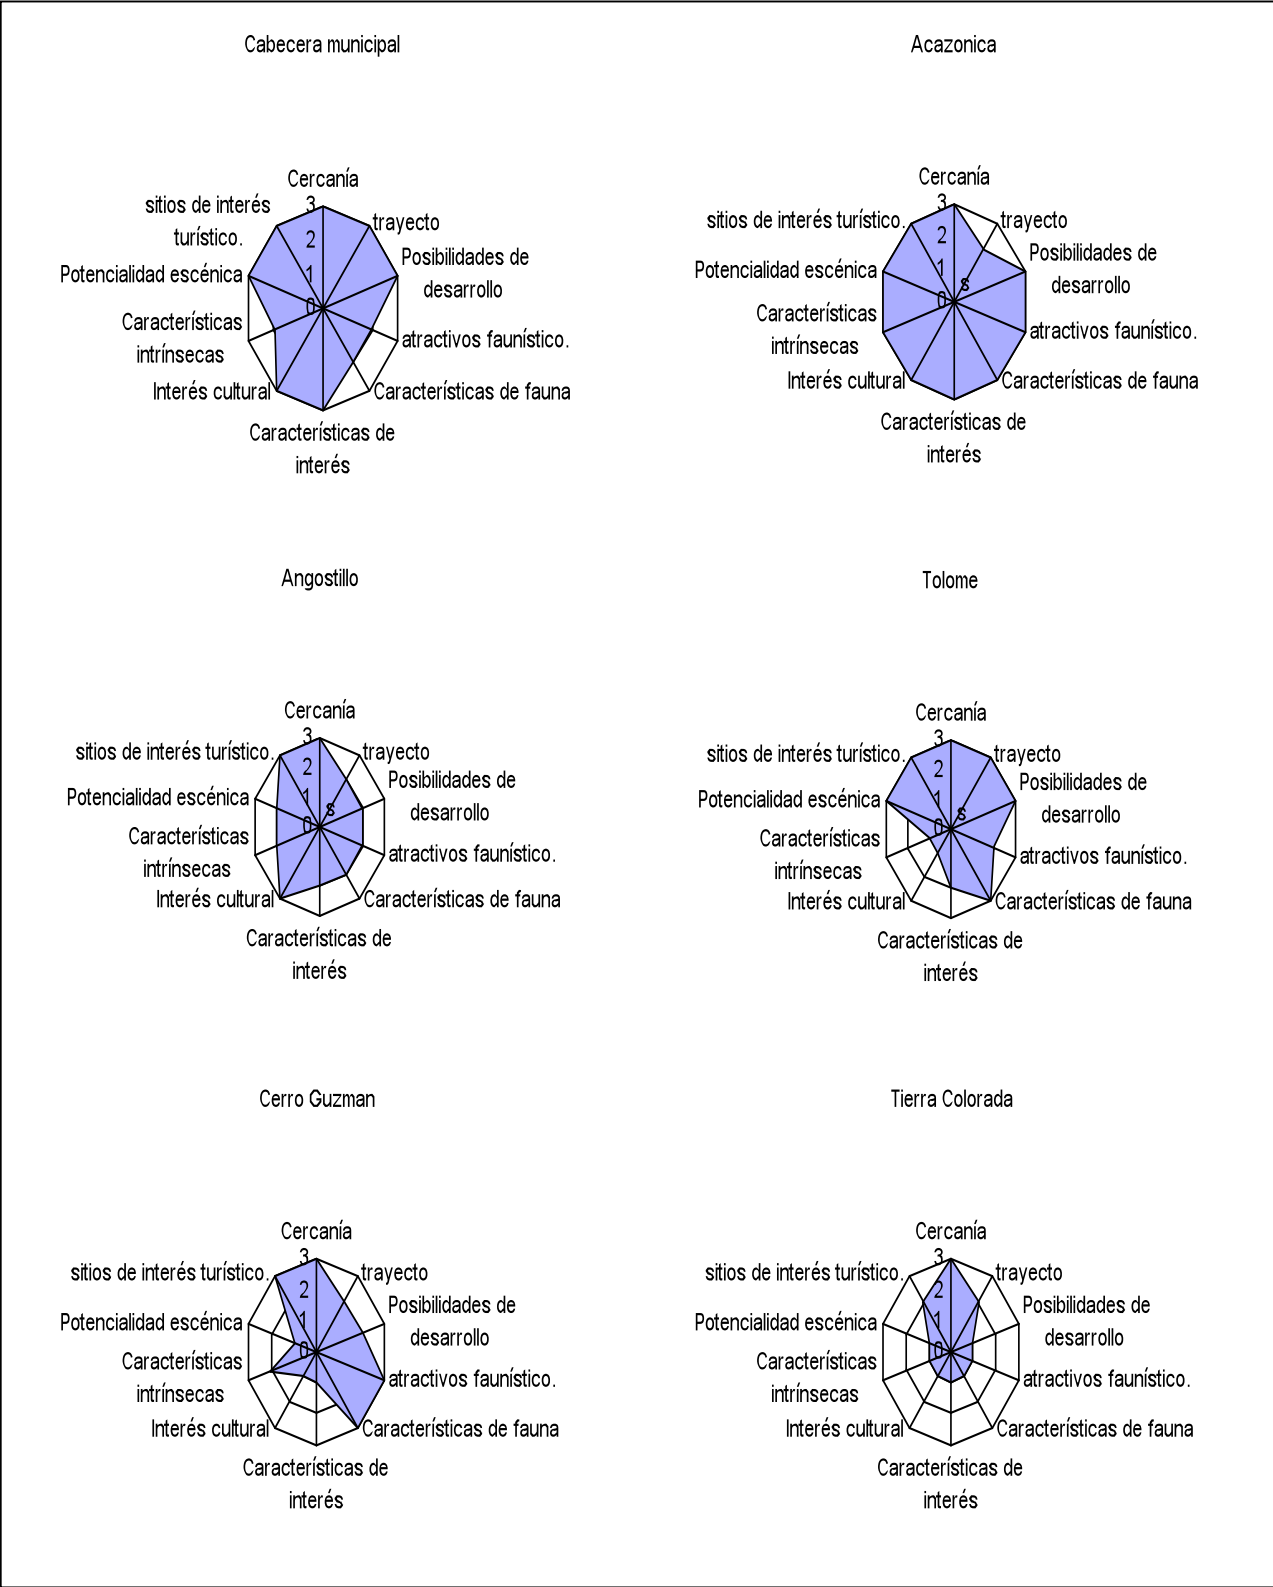 Cabecera municipal
Cercanía
3
2
1
0
trayecto
Posibilidades de
desarrollo
atractivos faunístico.
Características de fauna
Características de
interés
Interés cultural
Características
intrínsecas
Potencialidad escénica
sitios de interés
turístico.
Acazonica
Cercanía
3
2
1
0
s
trayecto
Posibilidades de
desarrollo
atractivos faunístico.
Características de fauna
Características de
interés
Interés cultural
Características
intrínsecas
Potencialidad escénica
sitios de interés turístico.
Angostillo
Cercanía
3
2
1
0
s
trayecto
Posibilidades de
desarrollo
atractivos faunístico.
Características de fauna
Características de
interés
Interés cultural
Características
intrínsecas
Potencialidad escénica
sitios de interés turístico.
Tolome
Cercanía
3
2
1
0
s
trayecto
Posibilidades de
desarrollo
atractivos faunístico.
Características de fauna
Características de
interés
Interés cultural
Características
intrínsecas
Potencialidad escénica
sitios de interés turístico.
Cerro Guzman
Cercanía
3
2
1
0
trayecto
Posibilidades de
desarrollo
atractivos faunístico.
Características de fauna
Características de
interés
Interés cultural
Características
intrínsecas
Potencialidad escénica
sitios de interés turístico.
Tierra Colorada
Cercanía
3
2
1
0
trayecto
Posibilidades de
desarrollo
atractivos faunístico.
Características de fauna
Características de
interés
Interés cultural
Características
intrínsecas
Potencialidad escénica
sitios de interés turístico.